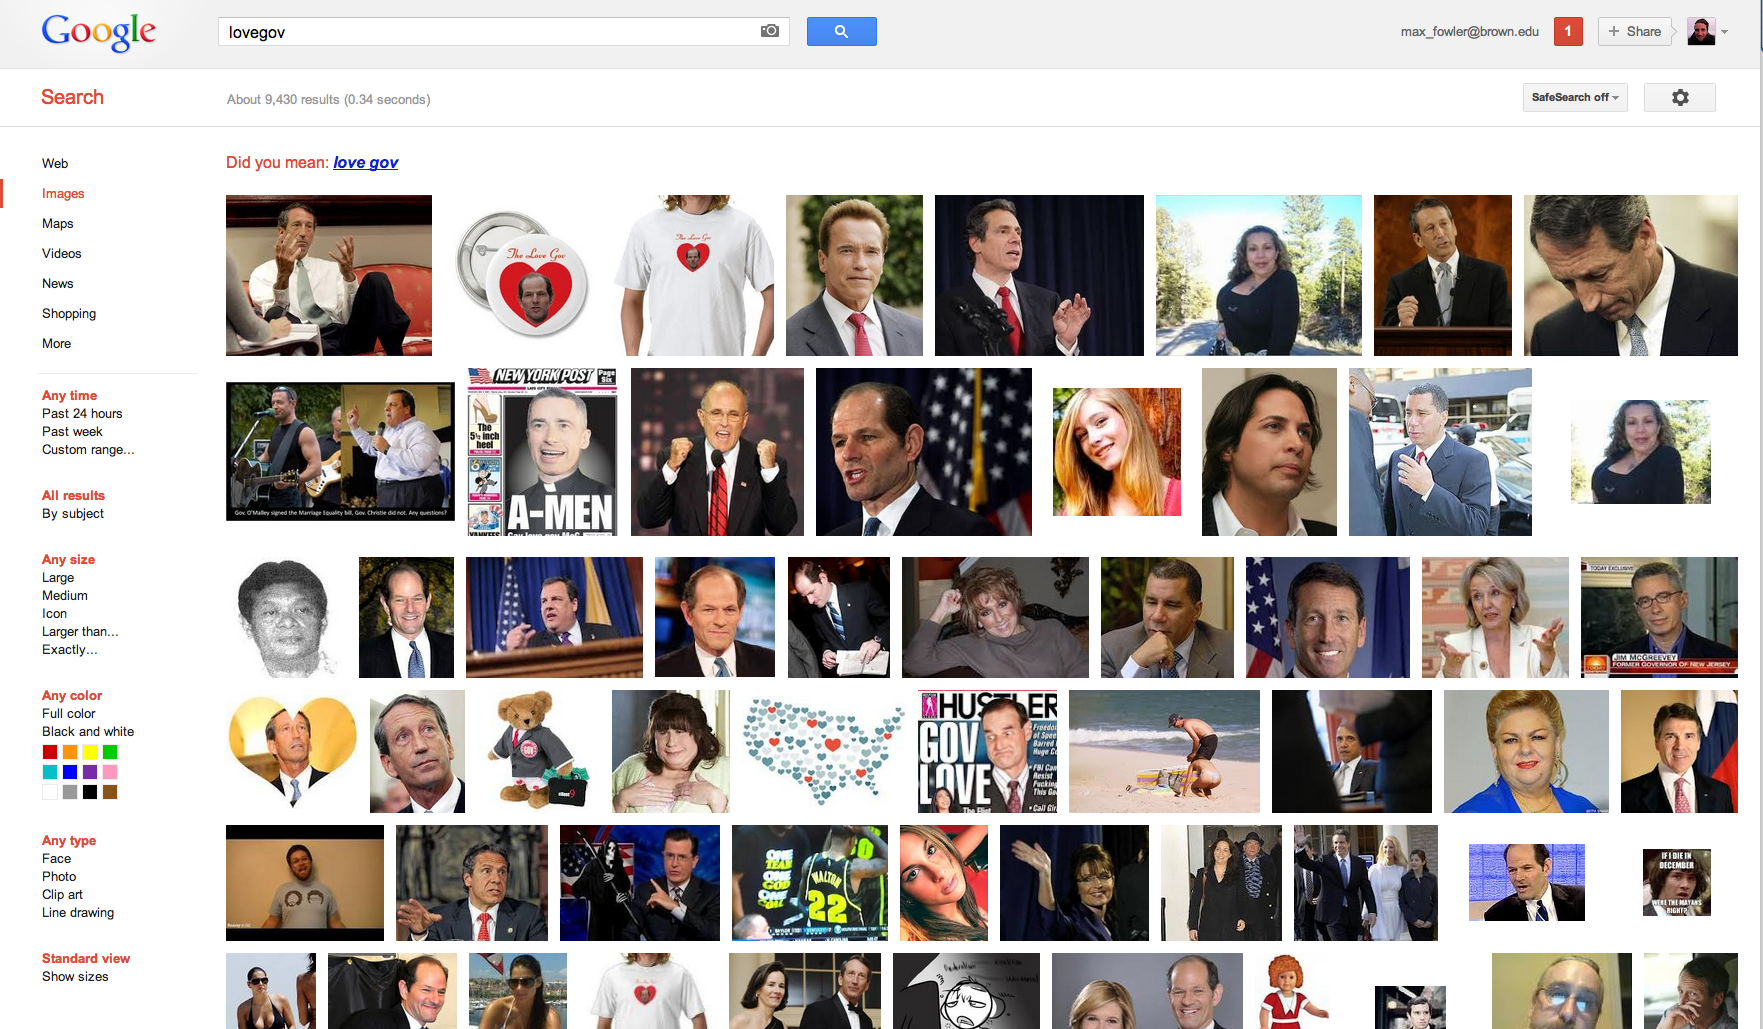 Google
lovegov
max_fowler@brown.edu
1
+ Share
Search
About 9,430 results (0.34 seconds)
SafeSearch off
Did you mean: love gov
Web
Images
Maps
Videos
News
Shopping
More
Any time
Past 24 hours
Past week
Custom range...
All results
By subject
Any size
Large
Medium
Icon
Larger than...
Exactly...
Any color
Full color
Black and white
Any type
Face
Photo
Clip art
Line drawing
Standard view
Show sizes
The Love Gov
The Love Gov
Gov. O'Malley signed the Marriage Equality bill, Gov. Christie did not. Any questions?
NEW YORK POST
Page Six
The
5½ inch
heel
A-MEN
YANKEES
TODAY EXCLUSIVE
JIM MCGREEVEY
FORMER GOVERNOR OF NEW JERSEY
GOV
HUSTLER
GOV
LOVE
ONE
TEAM
ONE
GOD
ONE
WALTON
22
IF I DIE IN
DECEMBER
WERE THE MAYANS
RIGHT?